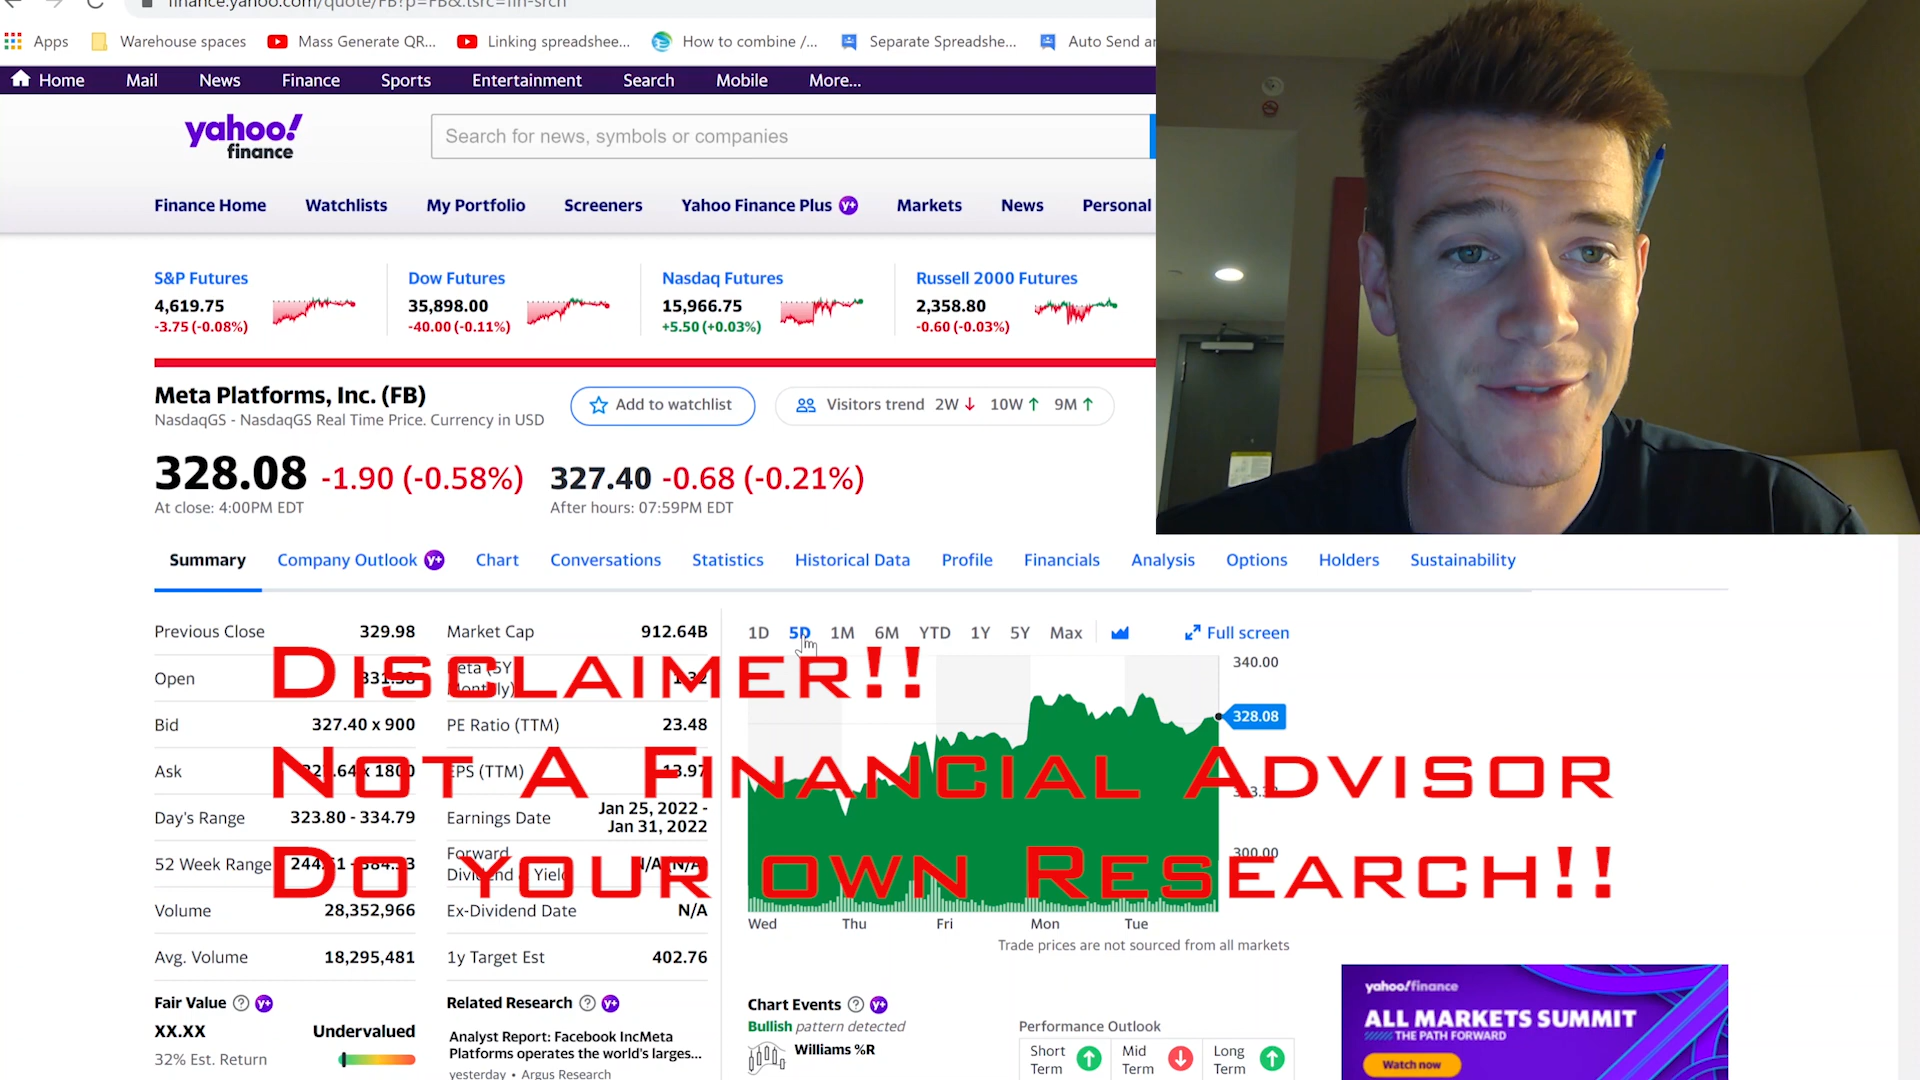 Apps Warehouse spaces Mass Generate QR... Linking spreadshee... How to combine /... Separate Spreadshe... Auto Send an
Home Mail News Finance Sports Entertainment Search Mobile More...
yahoo!
finance
Search for news, symbols or companies
Finance Home Watchlists My Portfolio Screeners Yahoo Finance Plus Y+ Markets News Personal
S&P Futures Dow Futures Nasdaq Futures Russell 2000 Futures
4,619.75 35,898.00 15,966.75 2,358.80
-3.75 (-0.08%) -40.00 (-0.11%) +5.50 (+0.03%) -0.60 (-0.03%)
Meta Platforms, Inc. (FB)
NasdaqGS - NasdaqGS Real Time Price. Currency in USD
Add to watchlist
Visitors trend 2W 10W 9M
328.08 -1.90 (-0.58%) 327.40 -0.68 (-0.21%)
At close: 4:00PM EDT After hours: 07:59PM EDT
Summary Company Outlook Y+ Chart Conversations Statistics Historical Data Profile Financials Analysis Options Holders Sustainability
Previous Close 329.98 Market Cap 912.64B
1D 5D 1M 6M YTD 1Y 5Y Max Full screen
340.00
Open
Disclaimer!!
Bid 327.40 x 900 PE Ratio (TTM) 23.48
328.08
Ask EPS (TTM) 13.97
Not A Financial Advisor
Day's Range 323.80 - 334.79 Earnings Date Jan 25, 2022 -
Jan 31, 2022
52 Week Range Forward
300.00
Do your own Research!!
Volume 28,352,966 Ex-Dividend Date N/A
Wed Thu Fri Mon Tue
Trade prices are not sourced from all markets
Avg. Volume 18,295,481 1y Target Est 402.76
Fair Value Y+
XX.XX Undervalued
32% Est. Return
Related Research Y+
Analyst Report: Facebook IncMeta
Platforms operates the world's larges...
yesterday • Argus Research
Chart Events Y+
Bullish pattern detected
Williams %R
Performance Outlook
Short
Term
Mid
Term
Long
Term
yahoo!finance
ALL MARKETS SUMMIT
THE PATH FORWARD
Watch now